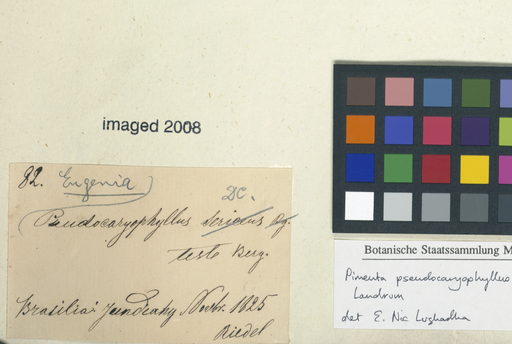 imaged 2008
82. Eugenia
DC.
Pseudocaryophyllus sericeus Bg.
teste Berg.
Brasilia: Jundiahy Novbr. 1825
Riedel
Botanische Staatssammlung M
Pimenta pseudocaryophyllus
Landrum
det E. Nic Lughadha